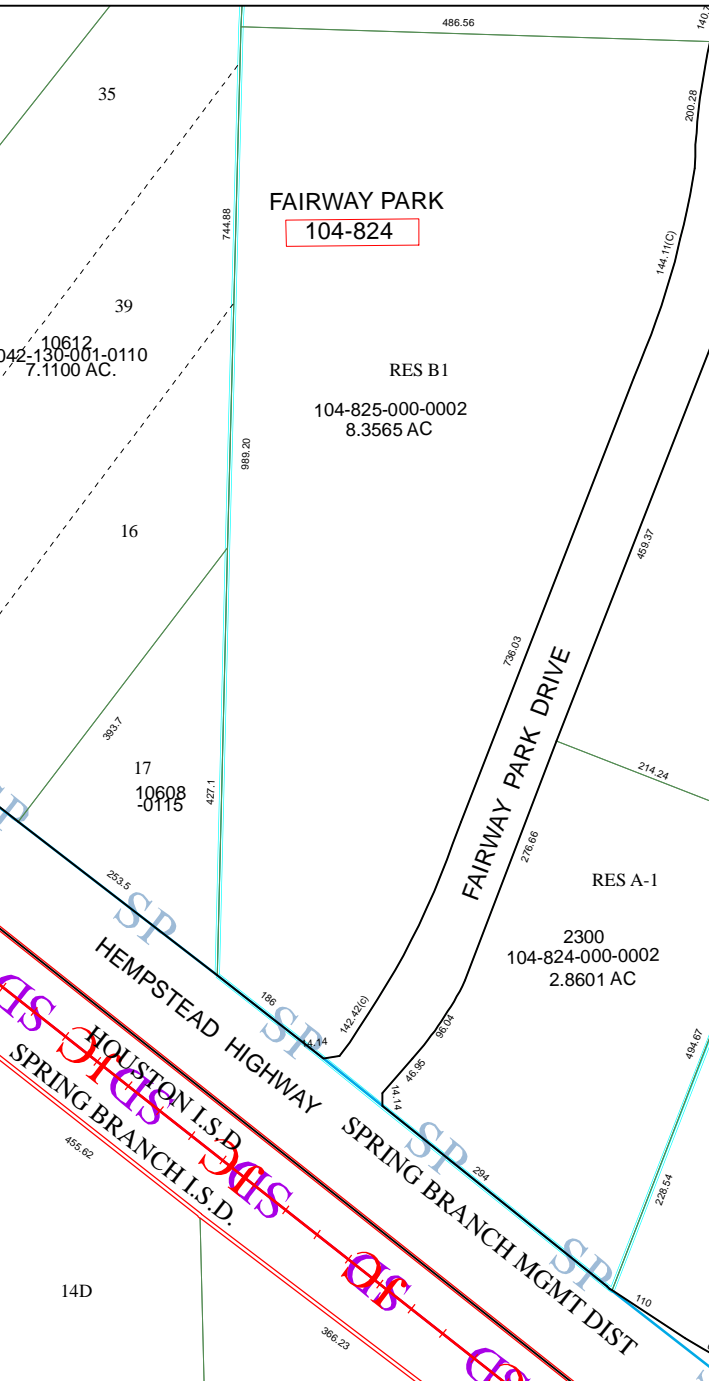 486.56
140.
35
200.28
FAIRWAY PARK
104-824
744.88
144.11(C)
39
10612
042-130-001-0110
7.1100 AC.
RES B1
104-825-000-0002
8.3565 AC
989.20
16
459.37
736.03
FAIRWAY PARK DRIVE
393.7
17
10608
-0115
427.1
214.24
276.66
RES A-1
2300
104-824-000-0002
2.8601 AC
SP
253.5
SP
HEMPSTEAD HIGHWAY
186
SP
14.14
142.42(c)
96.04
46.95
14.14
494.67
HOUSTON I.S.D.
SPRING BRANCH I.S.D.
SPRING BRANCH MGMT DIST
SP
294
228.54
SP
110
455.62
14D
366.23